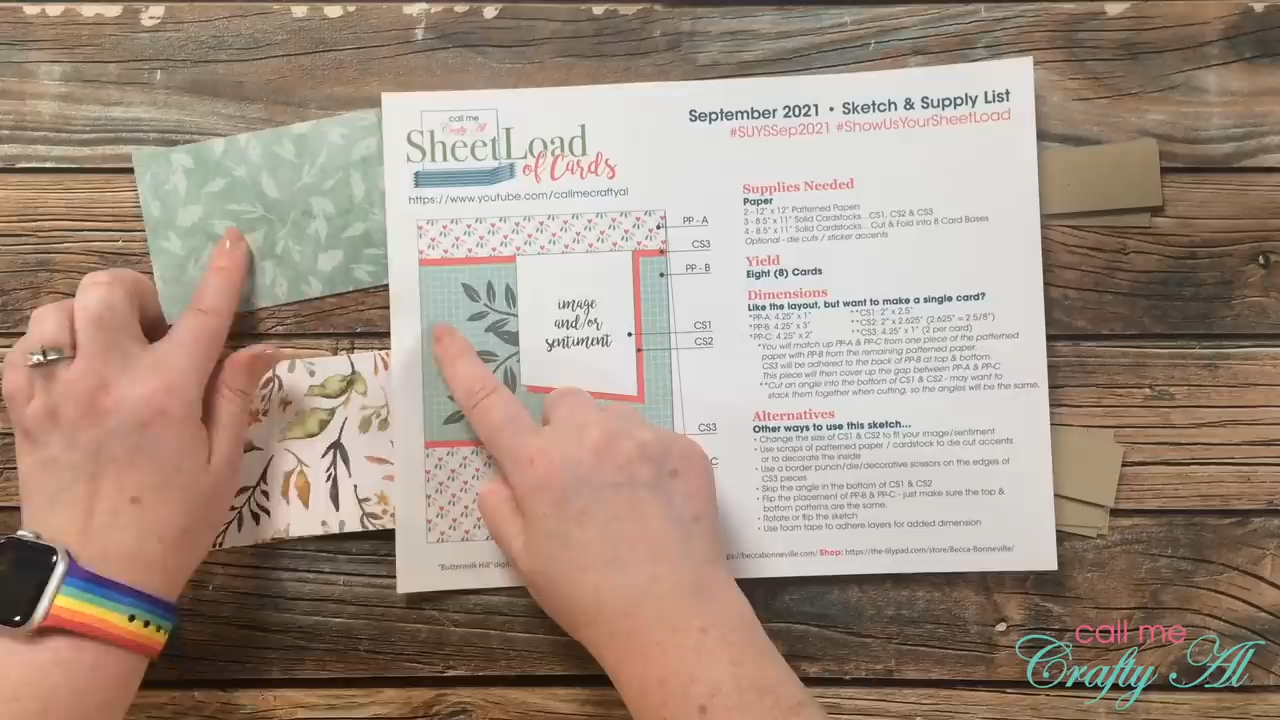 call me
Crafty Al
SheetLoad
of Cards
https://www.youtube.com/callmecraftyal
September 2021 • Sketch & Supply List
#SUYSSep2021 #ShowUsYourSheetLoad
PP - A
CS3
PP - B
CS1
CS2
CS3
C
image
and/or
sentiment
"Buttermilk Hill"
Supplies Needed
Paper
2 - 12" x 12" Patterned Papers
3 - 8.5" x 11" Solid Cardstocks...CS1, CS2 & CS3
4 - 8.5" x 11" Solid Cardstocks... Cut & Fold into 8 Card Bases
Optional - die cuts / sticker accents
Yield
Eight (8) Cards
Dimensions
Like the layout, but want to make a single card?
*PP-A: 4.25" x 1" **CS1: 2" x 2.5"
*PP-B: 4.25" x 3" **CS2: 2" x 2.625" (2.625" = 2.5/8")
*PP-C: 4.25" x 2" **CS3: 4.25" x 1" (2 per card)
*You will match up PP-A & PP-C from one piece of the patterned
paper with PP-B from the remaining patterned paper.
CS3 will be adhered to the back of PP-B at top & bottom.
This piece will then cover up the gap between PP-A & PP-C
**Cut an angle into the bottom of CS1 & CS2 - may want to
stack them together when cutting, so the angles will be the same.
Alternatives
Other ways to use this sketch...
• Change the size of CS1 & CS2 to fit your image/sentiment
• Use scraps of patterned paper / cardstock to die cut accents
or to decorate the inside
• Use a border punch/die/decorative scissors on the edges of
CS3 pieces
• Skip the angle in the bottom of CS1 & CS2
• Flip the placement of PP-B & PP-C - just make sure the top &
bottom patterns are the same.
• Rotate or flip the sketch
• Use foam tape to adhere layers for added dimension
ps://beccabonneville.com/ Shop: https://the-lilypad.com/store/Becca-Bonneville/
call me
Crafty Al